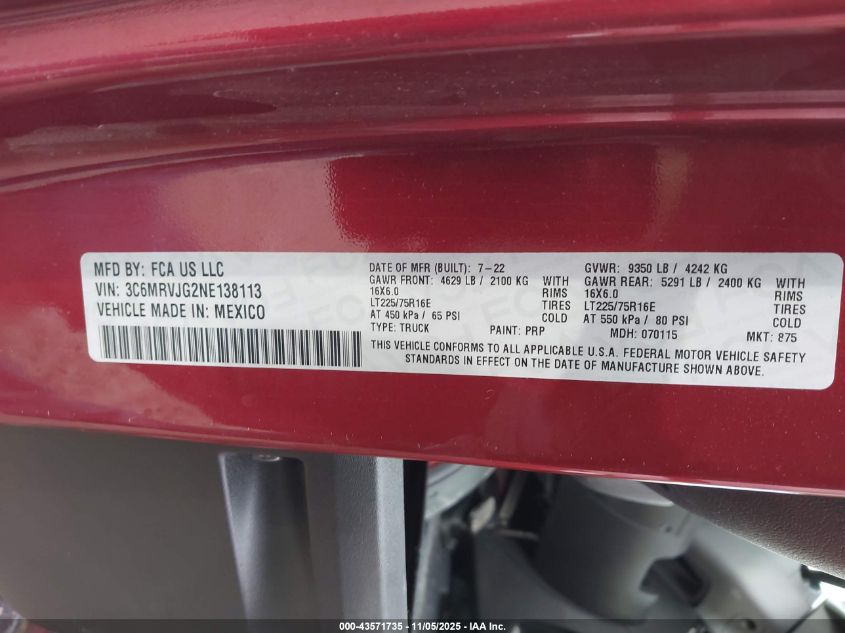 MFD BY: FCA US LLC
VIN: 3C6MRVJG2NE138113
VEHICLE MADE IN: MEXICO
DATE OF MFR (BUILT): 7-22
GAWR FRONT: 4629 LB / 2100 KG
16X6.0 WITH RIMS
LT225/75R16E TIRES
AT 450 kPa / 65 PSI COLD
TYPE: TRUCK PAINT: PRP
GVWR: 9350 LB / 4242 KG
GAWR REAR: 5291 LB / 2400 KG WITH
16X6.0 RIMS
LT225/75R16E TIRES
AT 550 kPa / 80 PSI COLD
MDH: 070115 MKT: 875
THIS VEHICLE CONFORMS TO ALL APPLICABLE U.S.A. FEDERAL MOTOR VEHICLE SAFETY
STANDARDS IN EFFECT ON THE DATE OF MANUFACTURE SHOWN ABOVE.
000-43571735 - 11/05/2025 - IAA Inc.